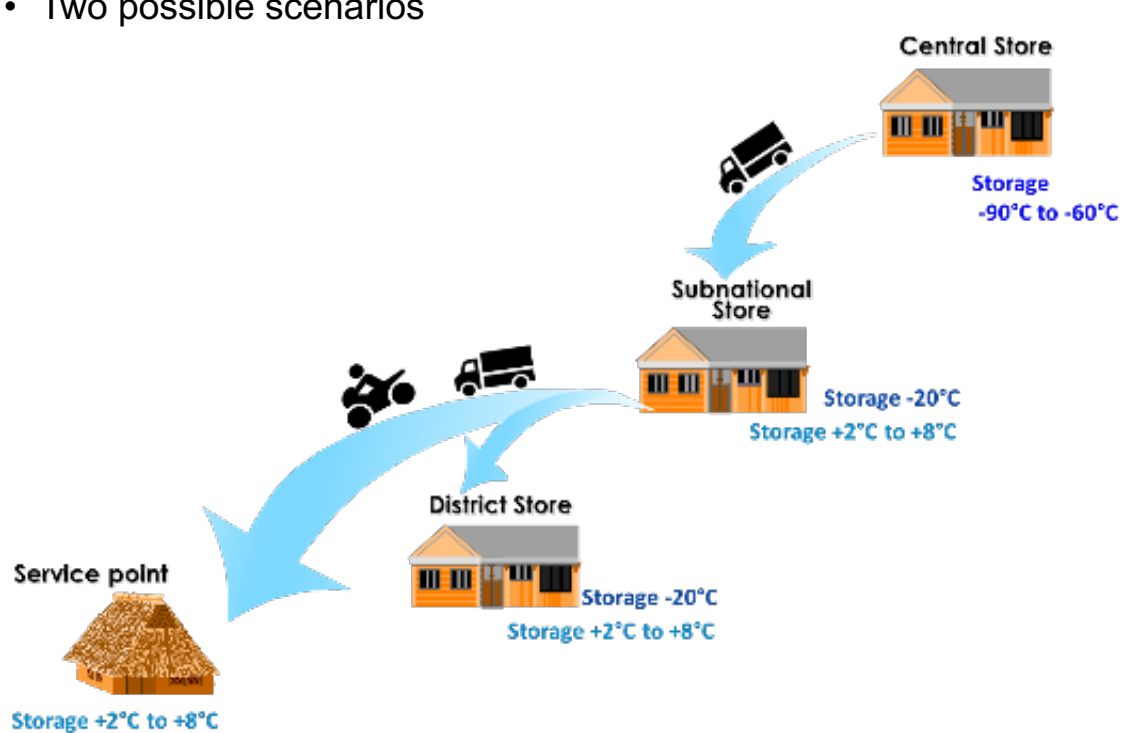 • Two possible scenarios
Central Store
Storage
-90°C to -60°C
Subnational
Store
Storage -20°C
Storage +2°C to +8°C
District Store
Storage -20°C
Storage +2°C to +8°C
Service point
Storage +2°C to +8°C